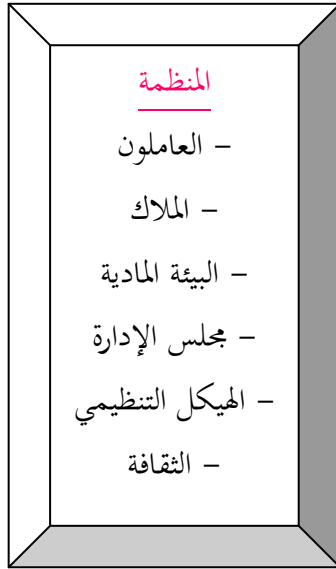 المنظمة
– العاملون
– الملاك
– البيئة المادية
– مجلس الإدارة
– الهيكل التنظيمي
– الثقافة